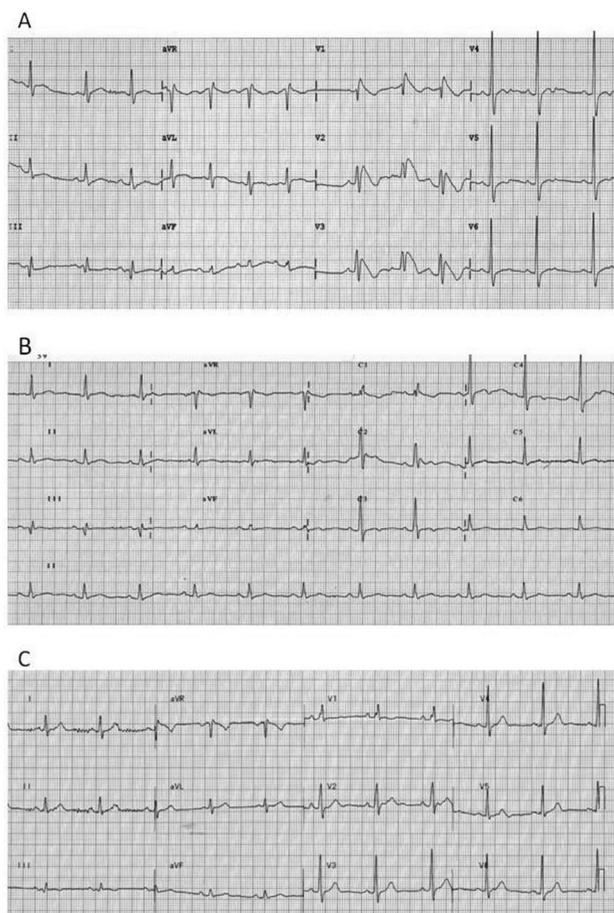 A
I aVR V1 V4
II aVL V2 V5
III aVF V3 V6
B
I aVR C1 C4
II aVL C2 C5
III aVF C3 C6
II
C
I aVR V1 V4
II aVL V2 V5
III aVF V3 V6